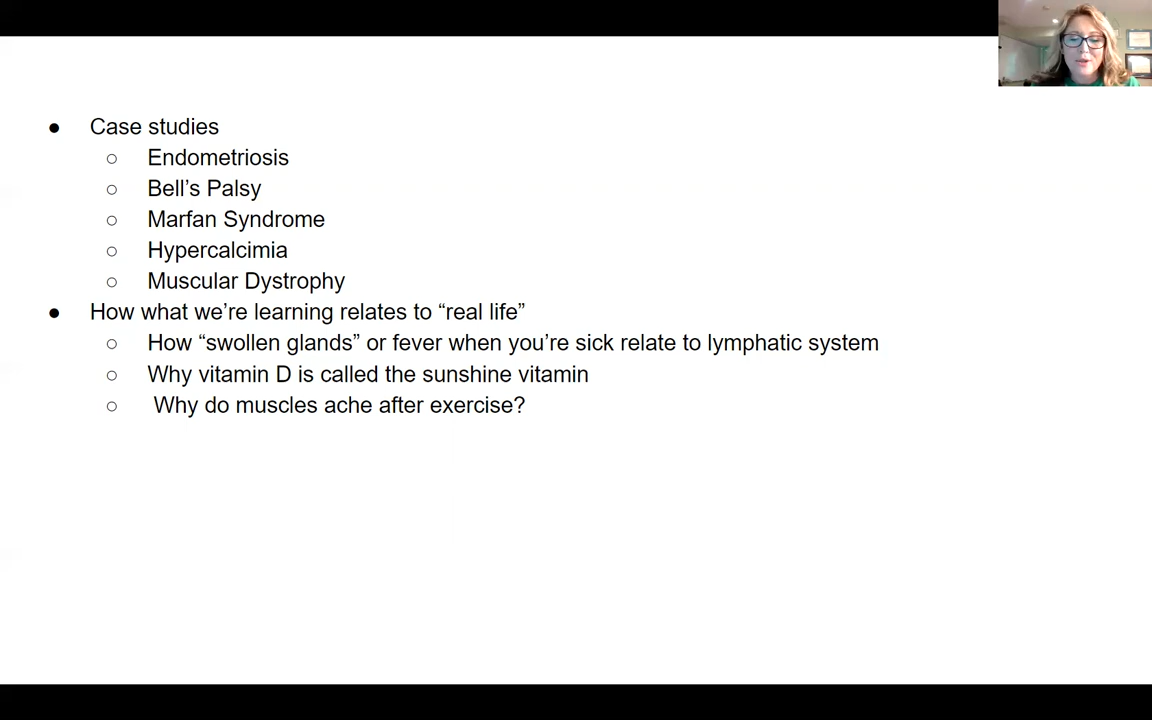 ● Case studies
○ Endometriosis
○ Bell’s Palsy
○ Marfan Syndrome
○ Hypercalcimia
○ Muscular Dystrophy
● How what we’re learning relates to “real life”
○ How “swollen glands” or fever when you’re sick relate to lymphatic system
○ Why vitamin D is called the sunshine vitamin
○ Why do muscles ache after exercise?